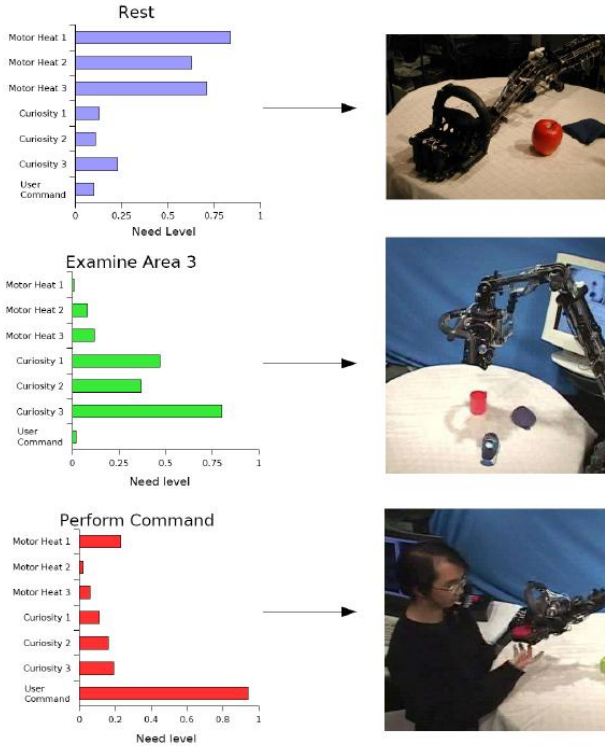 Rest
Motor Heat 1
Motor Heat 2
Motor Heat 3
Curiosity 1
Curiosity 2
Curiosity 3
User
Command
0 0.25 0.5 0.75 1
Need Level
Examine Area 3
Motor Heat 1
Motor Heat 2
Motor Heat 3
Curiosity 1
Curiosity 2
Curiosity 3
User
Command
0 0.25 0.5 0.75 1
Need level
Perform Command
Motor Heat 1
Motor Heat 2
Motor Heat 3
Curiosity 1
Curiosity 2
Curiosity 3
User
Command
0 0.2 0.4 0.6 0.8 1
Need level